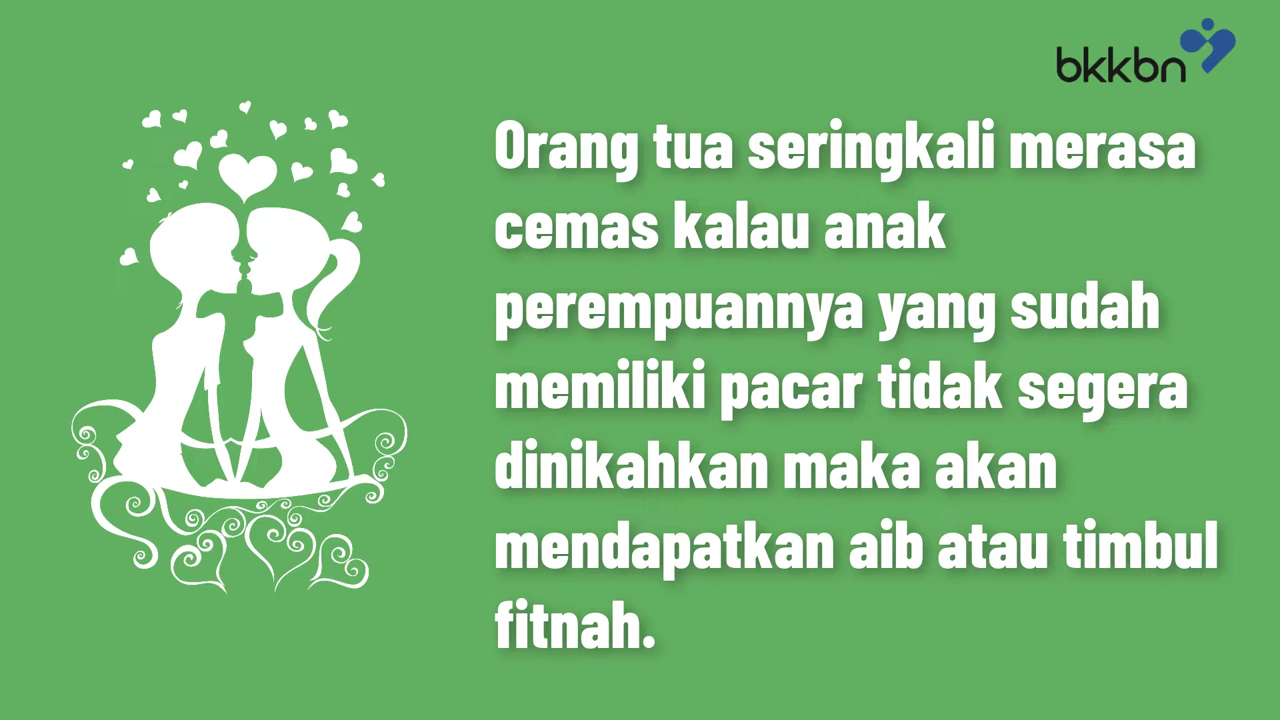 bkkbn
Orang tua seringkali merasa
cemas kalau anak
perempuannya yang sudah
memiliki pacar tidak segera
dinikahkan maka akan
mendapatkan aib atau timbul
fitnah.